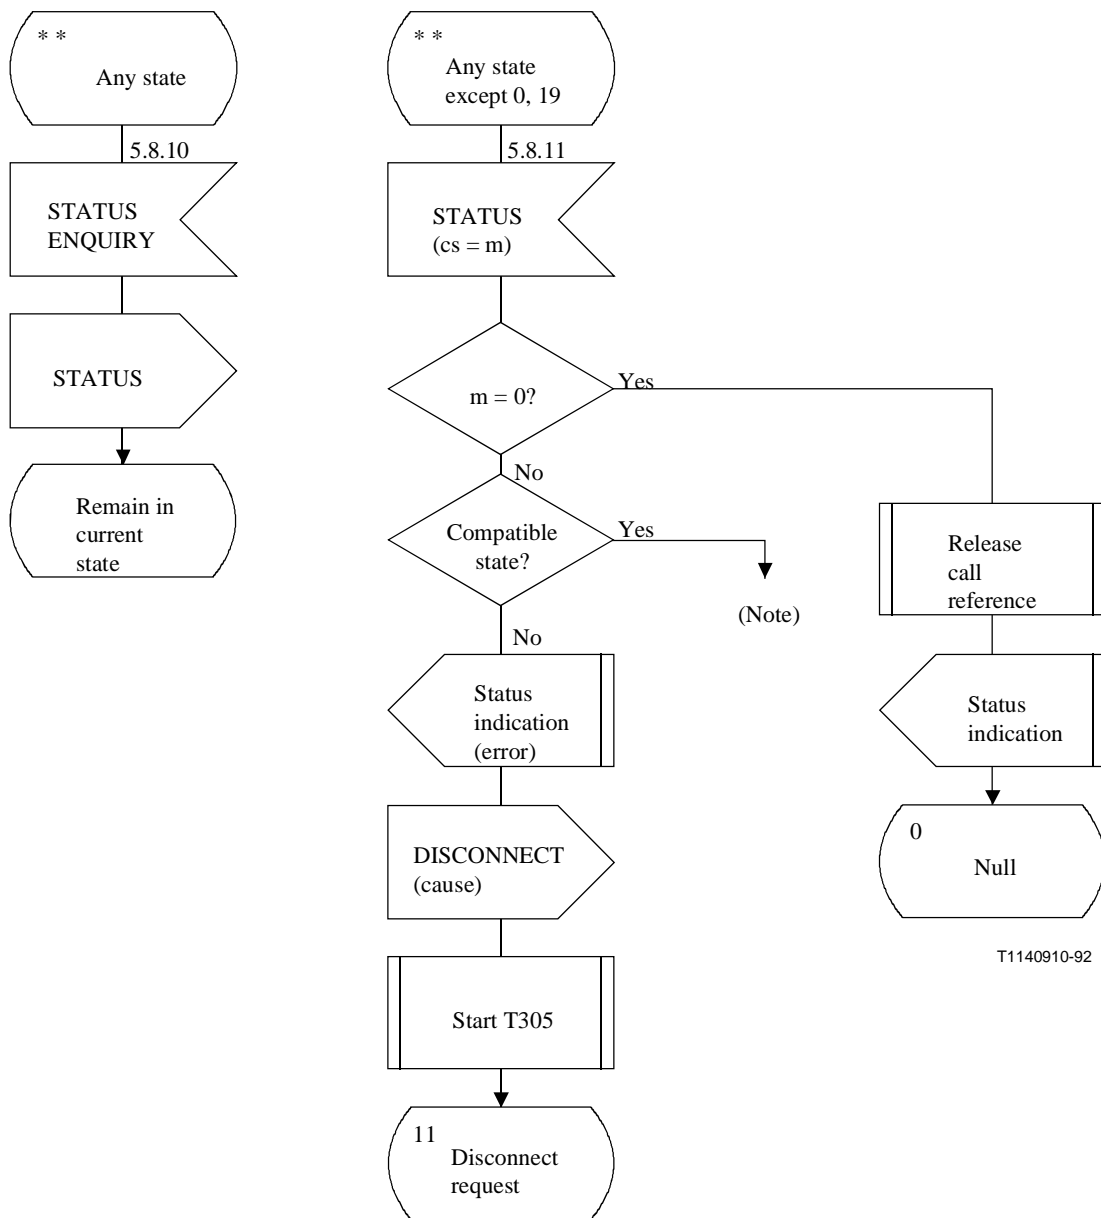 * *
Any state
5.8.10
STATUS
ENQUIRY
STATUS
Remain in
current
state
* *
Any state
except 0, 19
5.8.11
STATUS
(cs = m)
m = 0?
Yes
No
Compatible
state?
Yes
(Note)
No
Status
indication
(error)
DISCONNECT
(cause)
Start T305
11
Disconnect
request
Release
call
reference
Status
indication
0
Null
T1140910-92